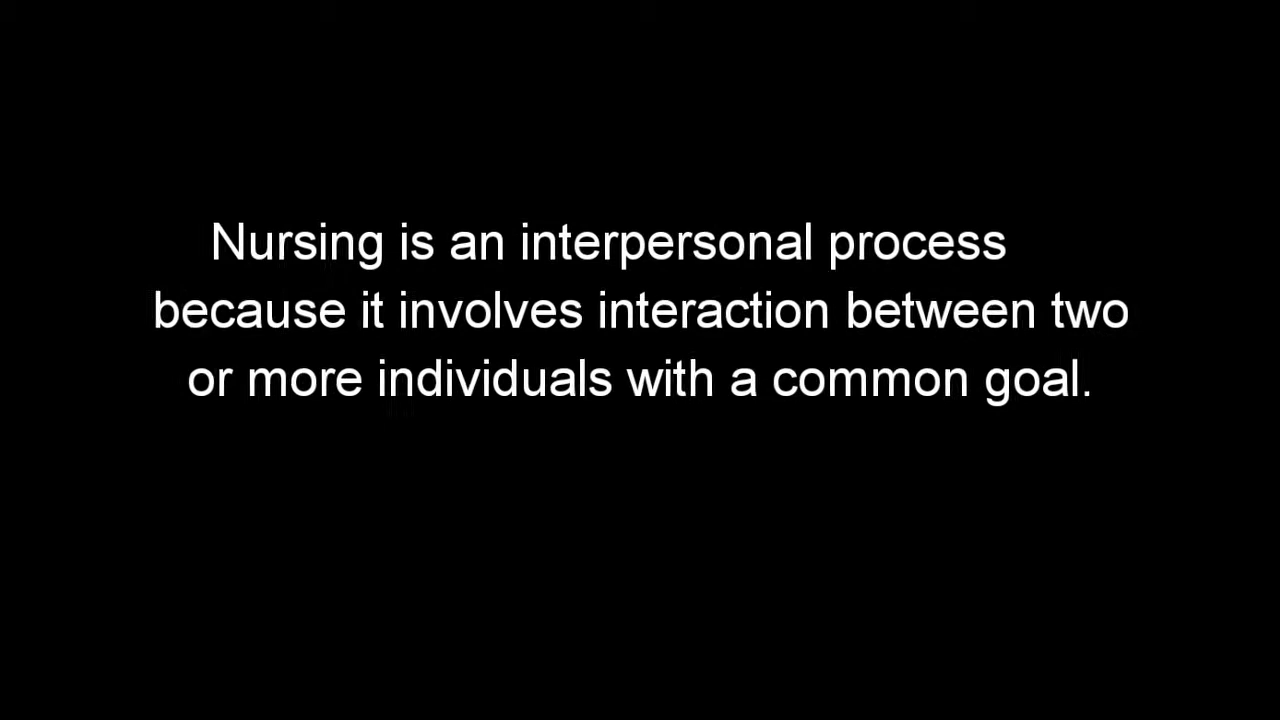 Nursing is an interpersonal process
because it involves interaction between two
or more individuals with a common goal.